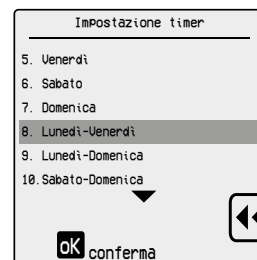 Impostazione timer
5. Venerdì
6. Sabato
7. Domenica
8. Lunedì-Venerdì
9. Lunedì-Domenica
10.Sabato-Domenica
oK conferma